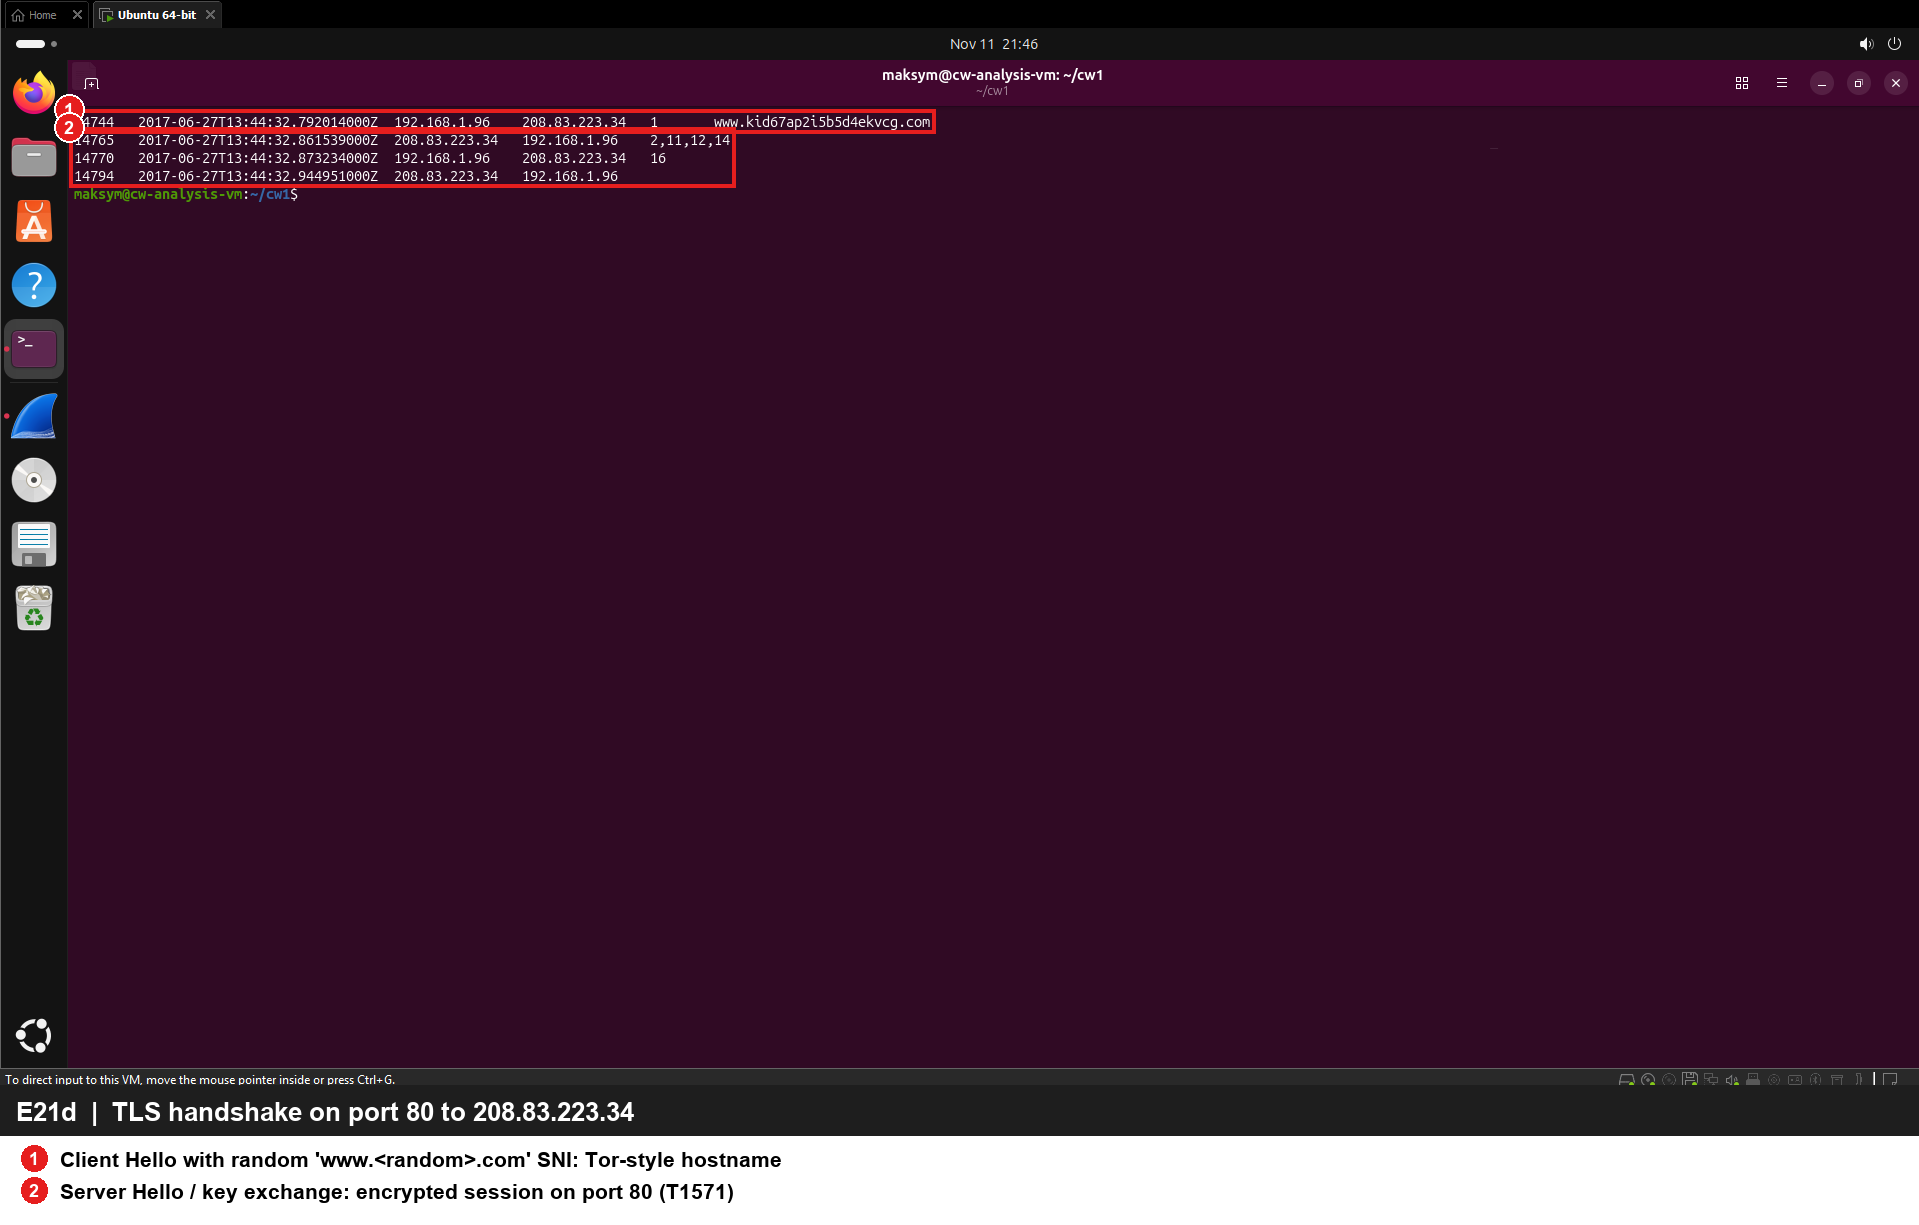 Home
Ubuntu 64-bit
Nov 11 21:46
maksym@cw-analysis-vm: ~/cw1
~/cw1
1
2
4744 2017-06-27T13:44:32.792014000Z 192.168.1.96 208.83.223.34 1 www.kid67ap2i5b5d4ekvcg.com
14765 2017-06-27T13:44:32.861539000Z 208.83.223.34 192.168.1.96 2,11,12,14
14770 2017-06-27T13:44:32.873234000Z 192.168.1.96 208.83.223.34 16
14794 2017-06-27T13:44:32.944951000Z 208.83.223.34 192.168.1.96
maksym@cw-analysis-vm:~/cw1$
To direct input to this VM, move the mouse pointer inside or press Ctrl+G.
E21d | TLS handshake on port 80 to 208.83.223.34
1 Client Hello with random 'www.<random>.com' SNI: Tor-style hostname
2 Server Hello / key exchange: encrypted session on port 80 (T1571)